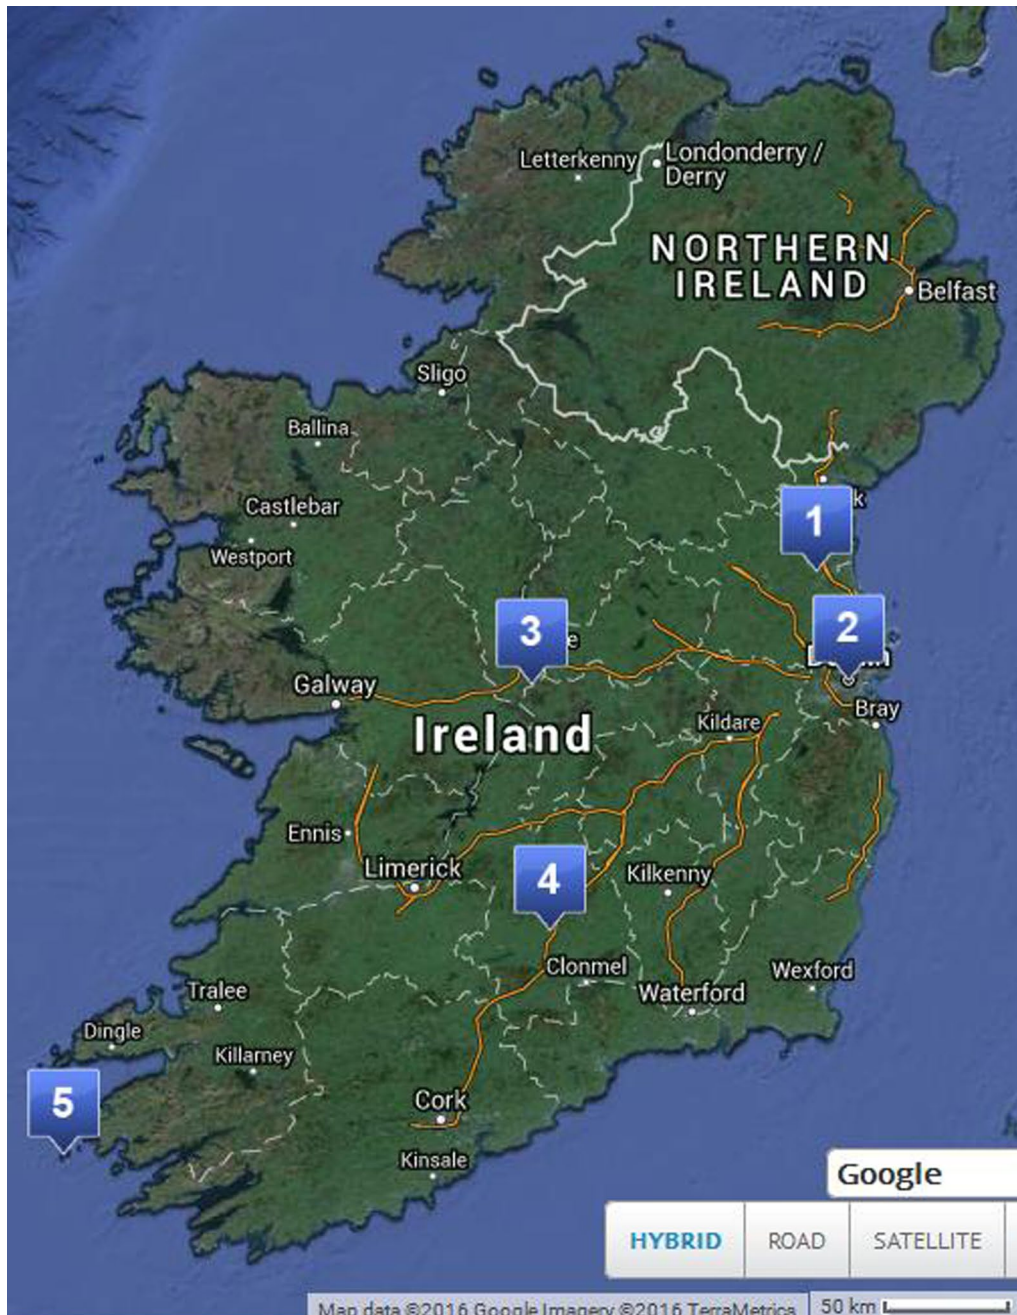 Letterkenny
Londonderry /
Derry
NORTHERN
IRELAND
Belfast
Sligo
Ballina
Castlebar
Westport
k
1
2
3
e
Galway
Ireland
Kildare
Bray
Ennis
Limerick
4
Kilkenny
Clonmel
Wexford
Waterford
Tralee
Dingle
Killarney
5
Cork
Kinsale
Google
HYBRID ROAD SATELLITE
Map data ©2016 Google Imagery ©2016 TerraMetrics
50 km